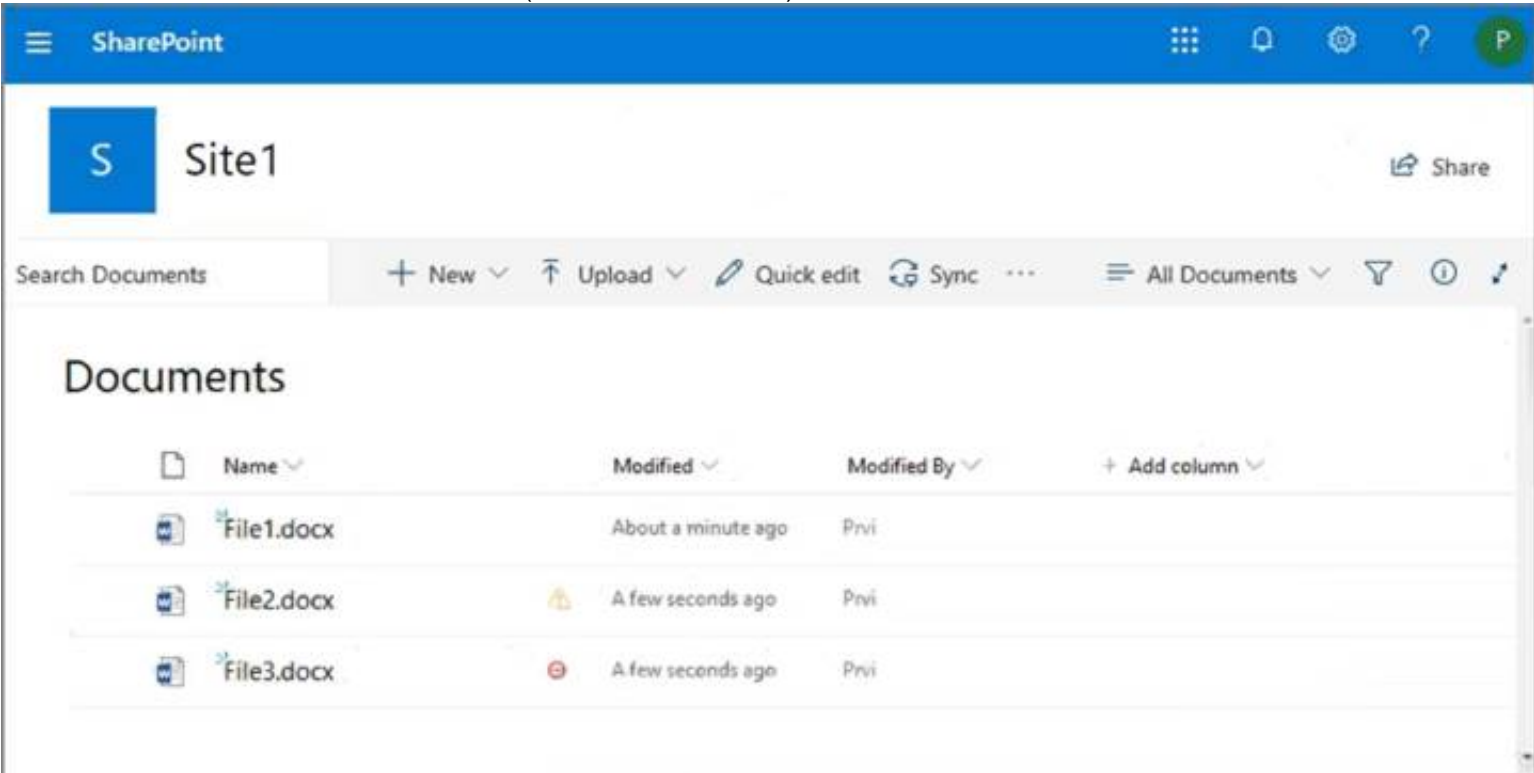 SharePoint ? P
S Site1 Share
Search Documents + New Upload Quick edit Sync ... All Documents
Documents
Name Modified Modified By + Add column
File1.docx About a minute ago Prvi
File2.docx A few seconds ago Prvi
File3.docx A few seconds ago Prvi